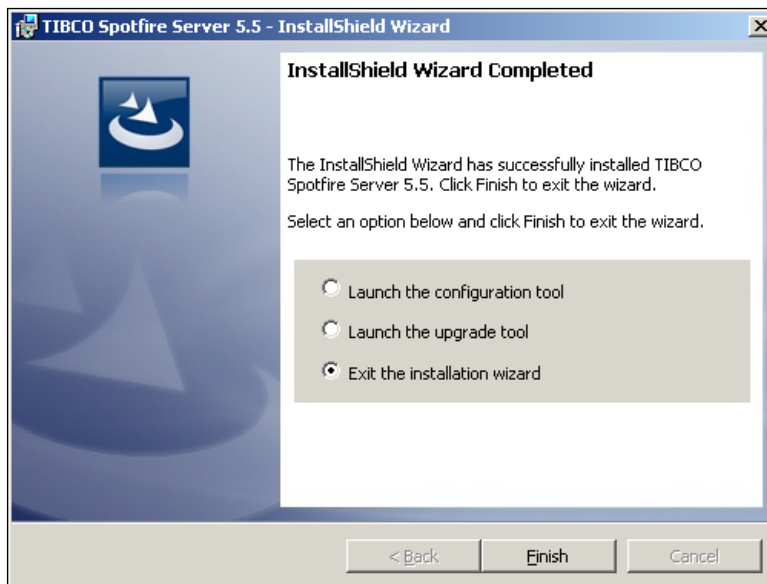 TIBCO Spotfire Server 5.5 - InstallShield Wizard
InstallShield Wizard Completed
The InstallShield Wizard has successfully installed TIBCO
Spotfire Server 5.5. Click Finish to exit the wizard.
Select an option below and click Finish to exit the wizard.
Launch the configuration tool
Launch the upgrade tool
Exit the installation wizard
< Back Finish Cancel